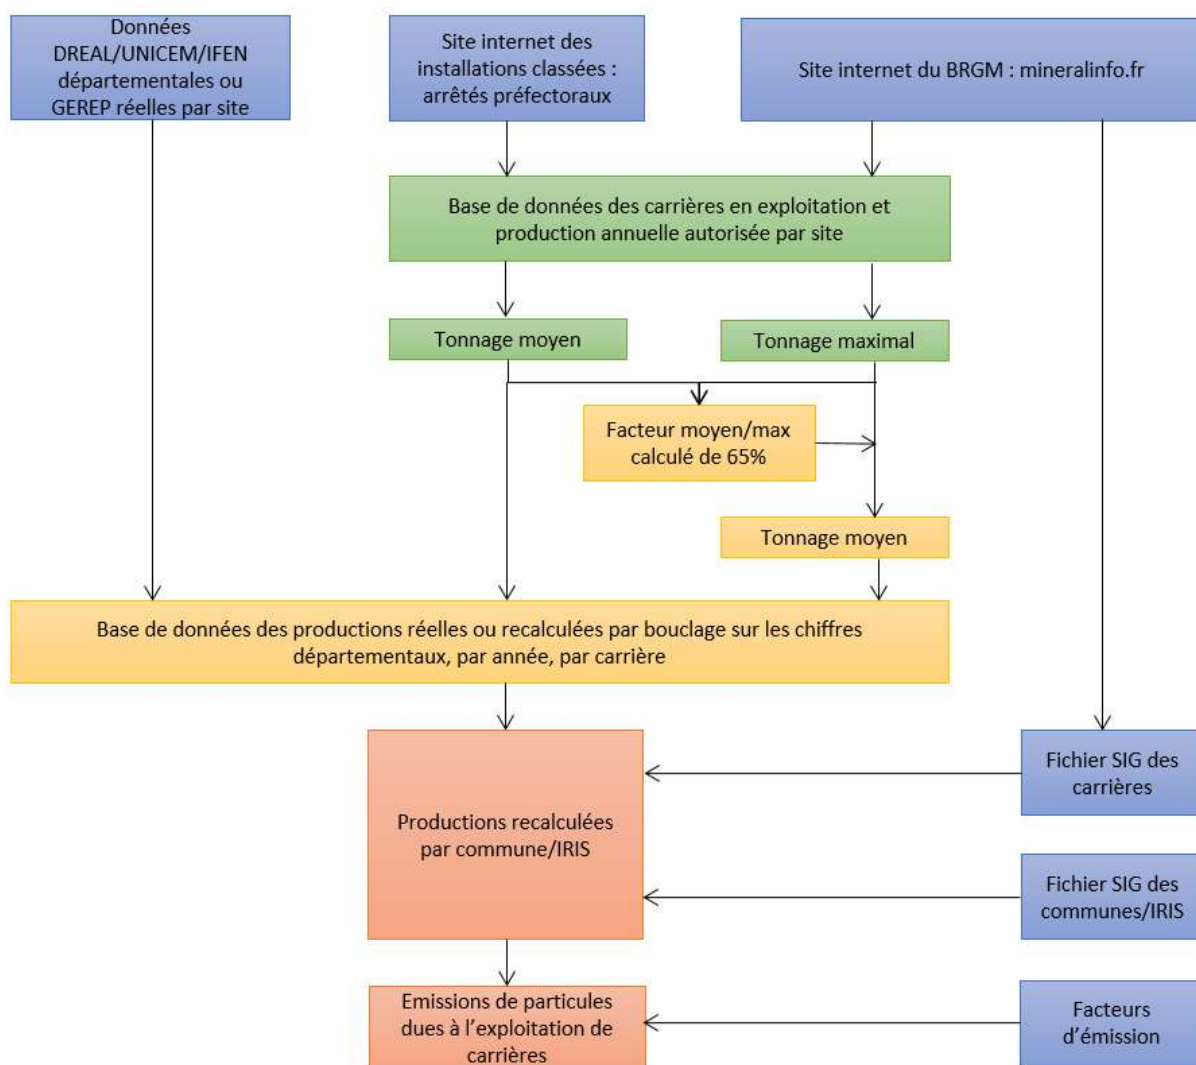 Données
DREAL/UNICEM/IFEN
départementales ou
GEREP réelles par site
Site internet des
installations classées :
arrêtés préfectoraux
Site internet du BRGM : mineralinfo.fr
Base de données des carrières en exploitation et
production annuelle autorisée par site
Tonnage moyen
Tonnage maximal
Facteur moyen/max
calculé de 65%
Tonnage moyen
Base de données des productions réelles ou recalculées par bouclage sur les chiffres
départementaux, par année, par carrière
Productions recalculées
par commune/IRIS
Fichier SIG des
carrières
Fichier SIG des
communes/IRIS
Emissions de particules
dues à l'exploitation de
carrières
Facteurs
d'émission